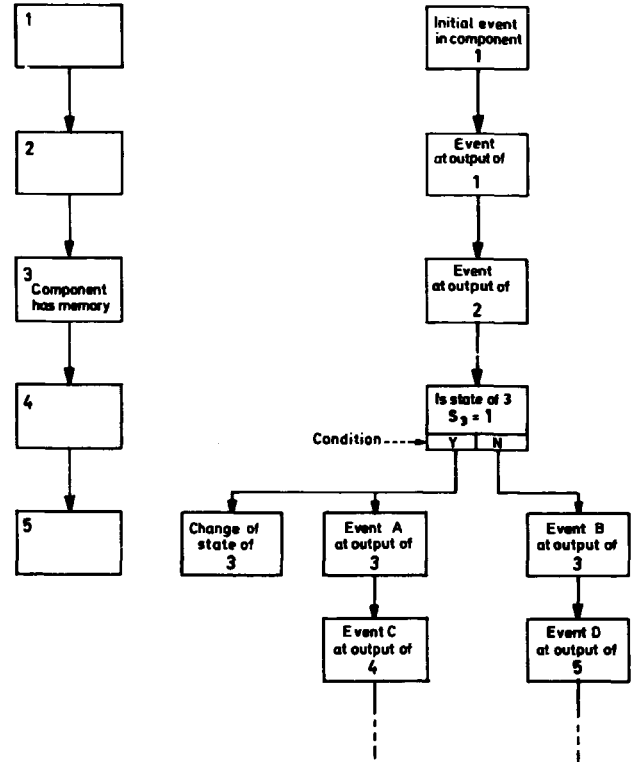 1
2
3
Component
has memory
4
5
Initial event
in component
1
Event
at output of
1
Event
at output of
2
Is state of 3
S₃ = 1
Condition
Y N
Change of
state of
3
Event A
at output of
3
Event B
at output of
3
Event C
at output of
4
Event D
at output of
5